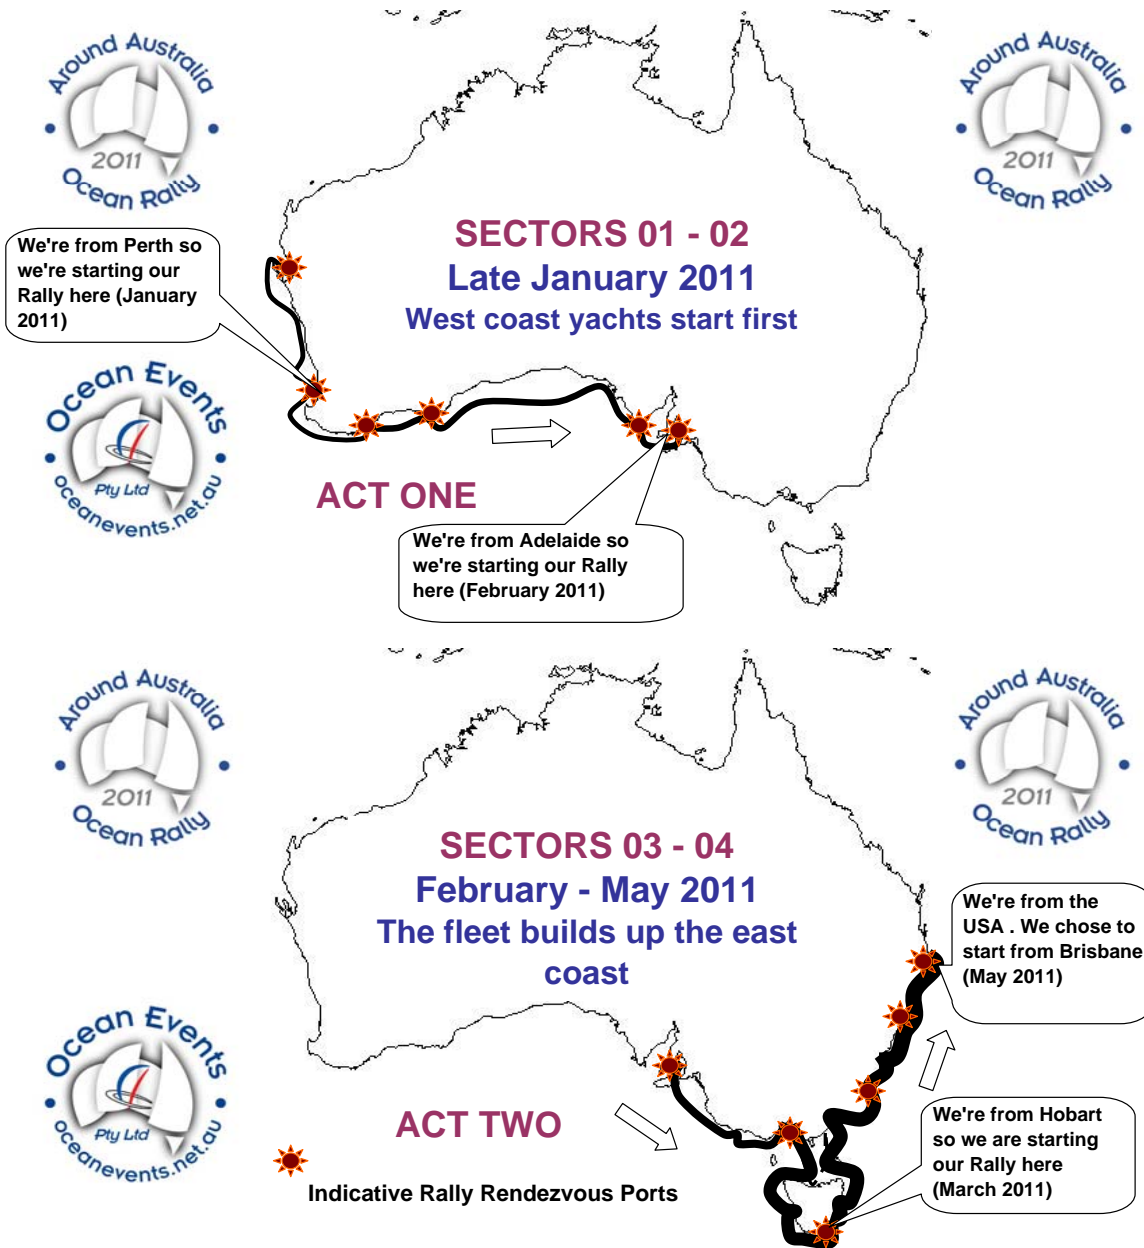 Around Australia
2011
Ocean Rally
Around Australia
2011
Ocean Rally
SECTORS 01 - 02
Late January 2011
West coast yachts start first
We're from Perth so
we're starting our
Rally here (January
2011)
Ocean Events
Pty Ltd
oceanevents.net.au
ACT ONE
We're from Adelaide so
we're starting our Rally
here (February 2011)
Around Australia
2011
Ocean Rally
Around Australia
2011
Ocean Rally
SECTORS 03 - 04
February - May 2011
The fleet builds up the east
coast
We're from the
USA . We chose to
start from Brisbane
(May 2011)
Ocean Events
Pty Ltd
oceanevents.net.au
ACT TWO
We're from Hobart
so we are starting
our Rally here
(March 2011)
Indicative Rally Rendezvous Ports